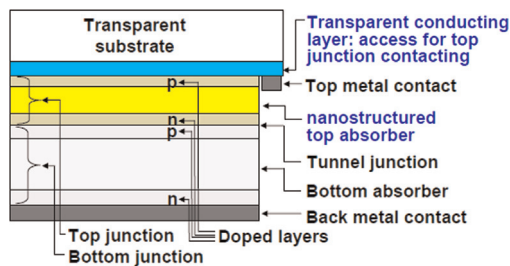 Transparent
substrate
Transparent conducting
layer: access for top
junction contacting
p
Top metal contact
nanostructured
top absorber
n
p
Tunnel junction
Bottom absorber
n
Back metal contact
Top junction
Doped layers
Bottom junction